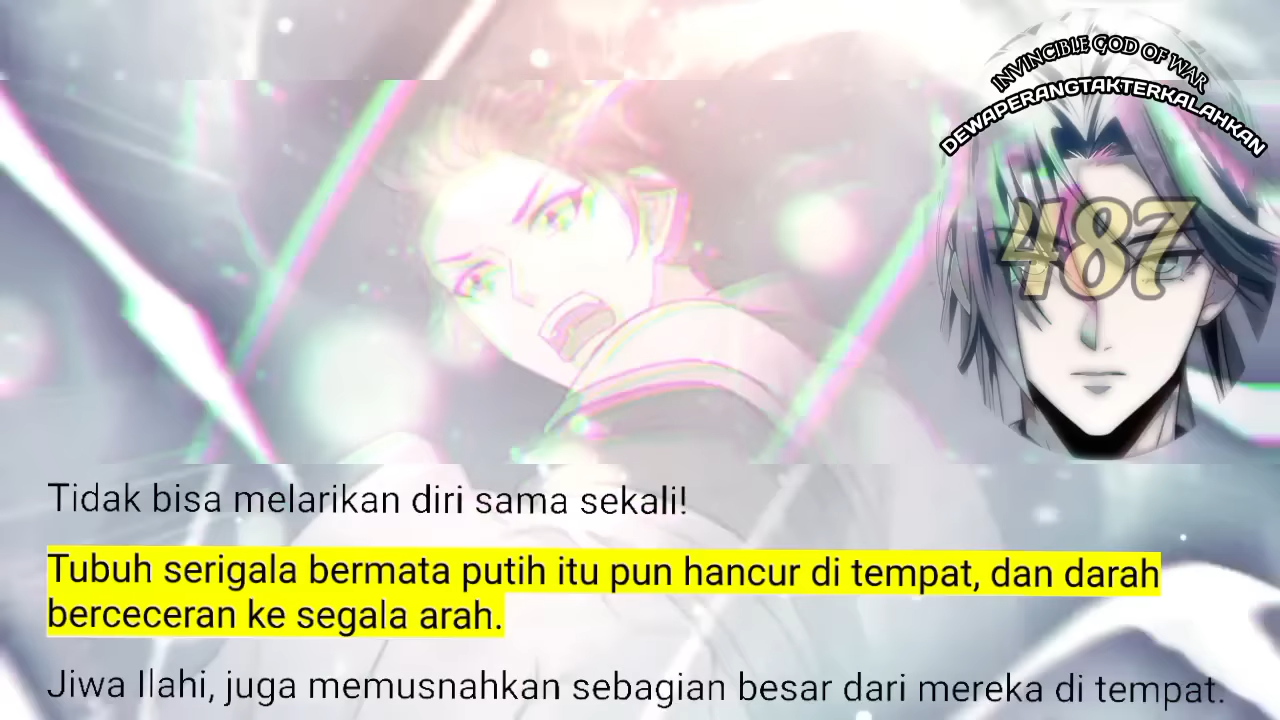 INVINCIBLE GOD OF WAR
DEWAPERANGTAKTERKALAHKAN
487
Tidak bisa melarikan diri sama sekali!
Tubuh serigala bermata putih itu pun hancur di tempat, dan darah
berceceran ke segala arah.
Jiwa Ilahi, juga memusnahkan sebagian besar dari mereka di tempat.